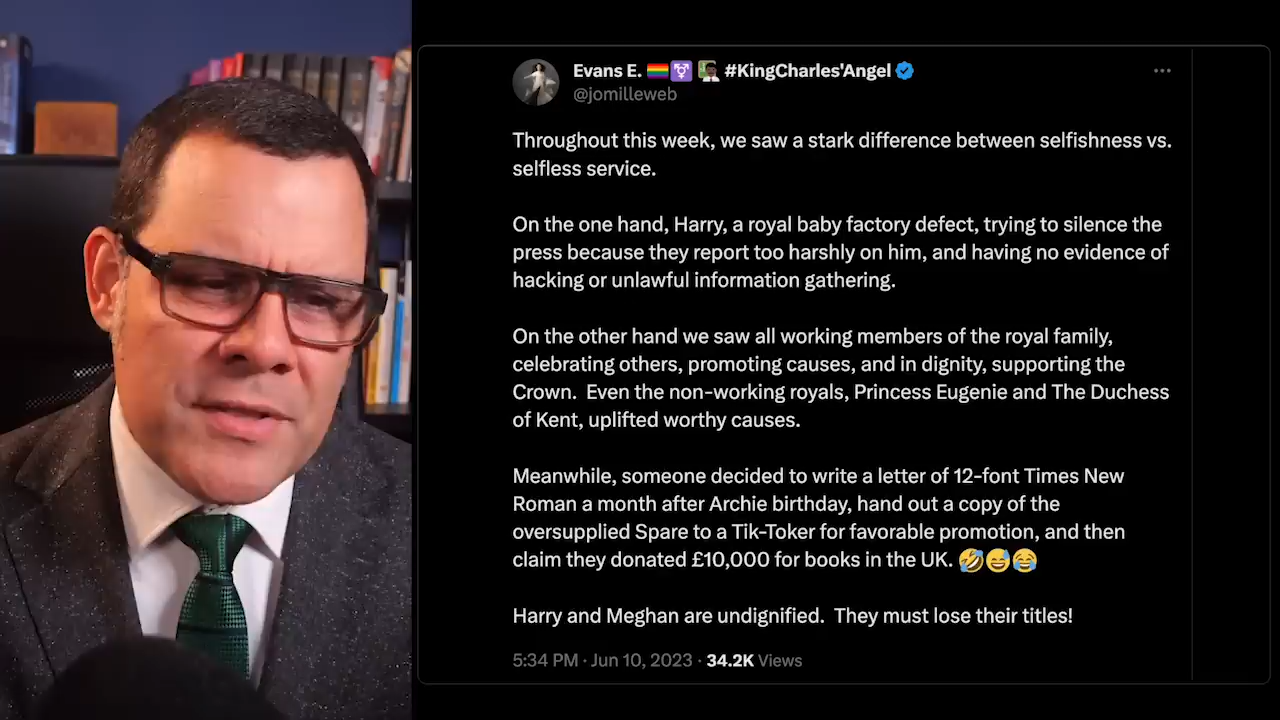 Evans E. 🏳️‍🌈⚧️ #KingCharles'Angel
@jomilleweb
Throughout this week, we saw a stark difference between selfishness vs.
selfless service.
On the one hand, Harry, a royal baby factory defect, trying to silence the
press because they report too harshly on him, and having no evidence of
hacking or unlawful information gathering.
On the other hand we saw all working members of the royal family,
celebrating others, promoting causes, and in dignity, supporting the
Crown.  Even the non-working royals, Princess Eugenie and The Duchess
of Kent, uplifted worthy causes.
Meanwhile, someone decided to write a letter of 12-font Times New
Roman a month after Archie birthday, hand out a copy of the
oversupplied Spare to a Tik-Toker for favorable promotion, and then
claim they donated £10,000 for books in the UK. 🤣😅😂
Harry and Meghan are undignified.  They must lose their titles!
5:34 PM · Jun 10, 2023 · 34.2K Views